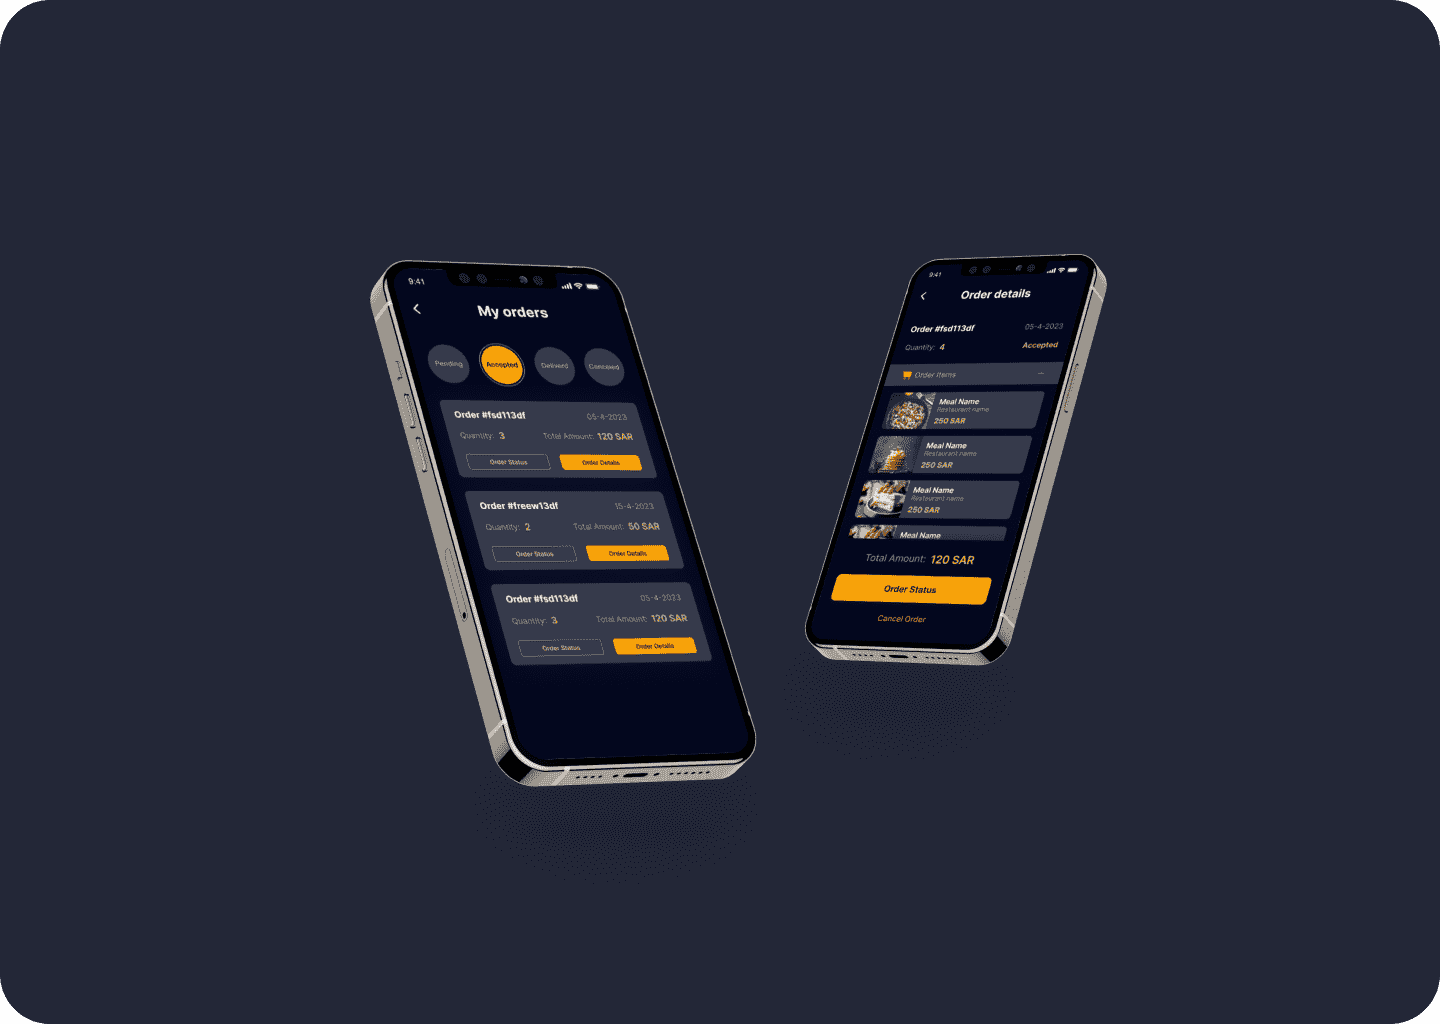 9:41
My orders
Pending Accepted Deliverd Canceled
Order #fsd113df 05-4-2023
Quantity: 3 Total Amount: 120 SAR
Order Status Order Details
Order #freew13df 15-4-2023
Quantity: 2 Total Amount: 50 SAR
Order Status Order Details
Order #fsd113df 05-4-2023
Quantity: 3 Total Amount: 120 SAR
Order Status Order Details
9:41
Order details
Order #fsd113df 05-4-2023
Quantity: 4 Accepted
Order Items
Meal Name
Restaurant name
250 SAR
Meal Name
Restaurant name
250 SAR
Meal Name
Restaurant name
250 SAR
Meal Name
Total Amount: 120 SAR
Order Status
Cancel Order